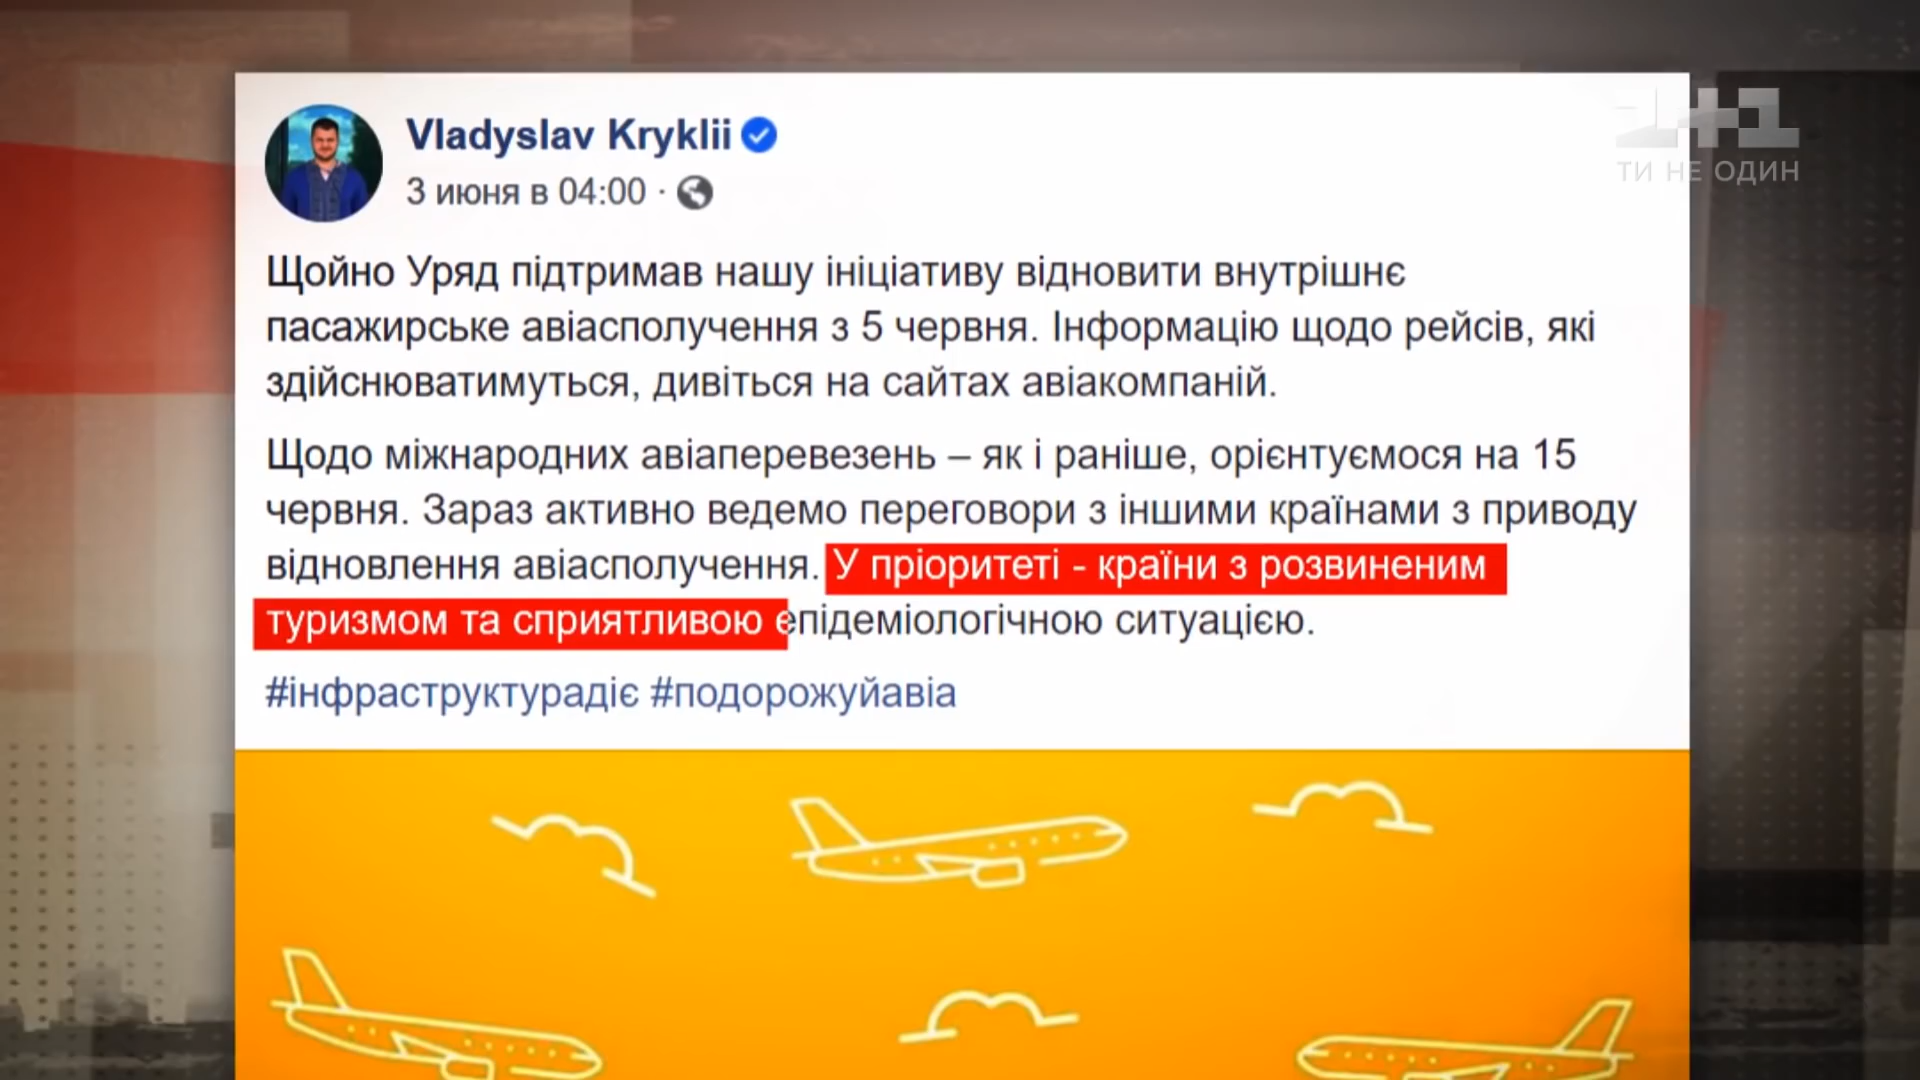 Vladyslav Kryklii
3 июня в 04:00 ·
1+1
ТИ НЕ ОДИН
Щойно Уряд підтримав нашу ініціативу відновити внутрішнє
пасажирське авіасполучення з 5 червня. Інформацію щодо рейсів, які
здійснюватимуться, дивіться на сайтах авіакомпаній.
Щодо міжнародних авіаперевезень – як і раніше, орієнтуємося на 15
червня. Зараз активно ведемо переговори з іншими країнами з приводу
відновлення авіасполучення. У пріоритеті - країни з розвиненим
туризмом та сприятливою епідеміологічною ситуацією.
#інфраструктурадіє #подорожуйавіа